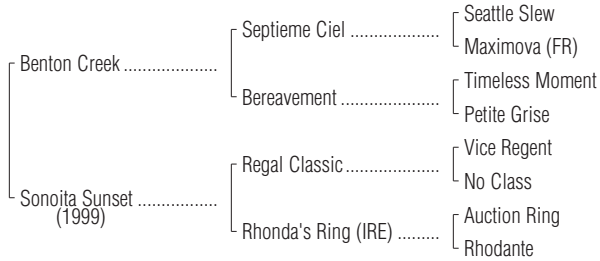 Seattle Slew
Septieme Ciel ...................
Maximova (FR)
Benton Creek ....................
Timeless Moment
Bereavement .....................
Petite Grise
Vice Regent
Regal Classic....................
No Class
Sonoita Sunset .................
(1999)
Auction Ring
Rhonda's Ring (IRE) .........
Rhodante